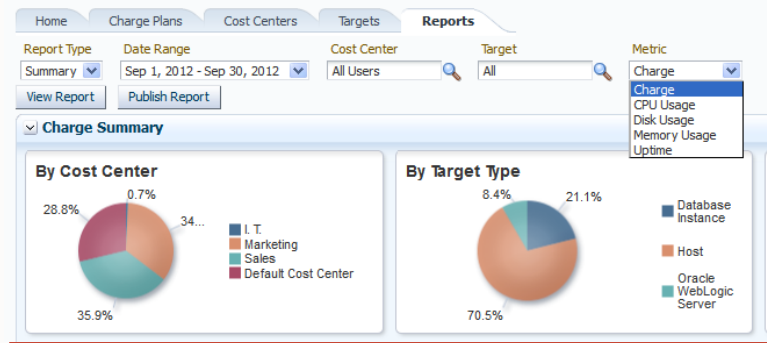 Home Charge Plans Cost Centers Targets Reports
Report Type Date Range Cost Center Target Metric
Summary Sep 1, 2012 - Sep 30, 2012 All Users All Charge
View Report Publish Report
Charge
CPU Usage
Disk Usage
Memory Usage
Uptime
Charge Summary
By Cost Center
0.7%
28.8%
34...
35.9%
I. T.
Marketing
Sales
Default Cost Center
By Target Type
8.4%
21.1%
70.5%
Database
Instance
Host
Oracle
WebLogic
Server